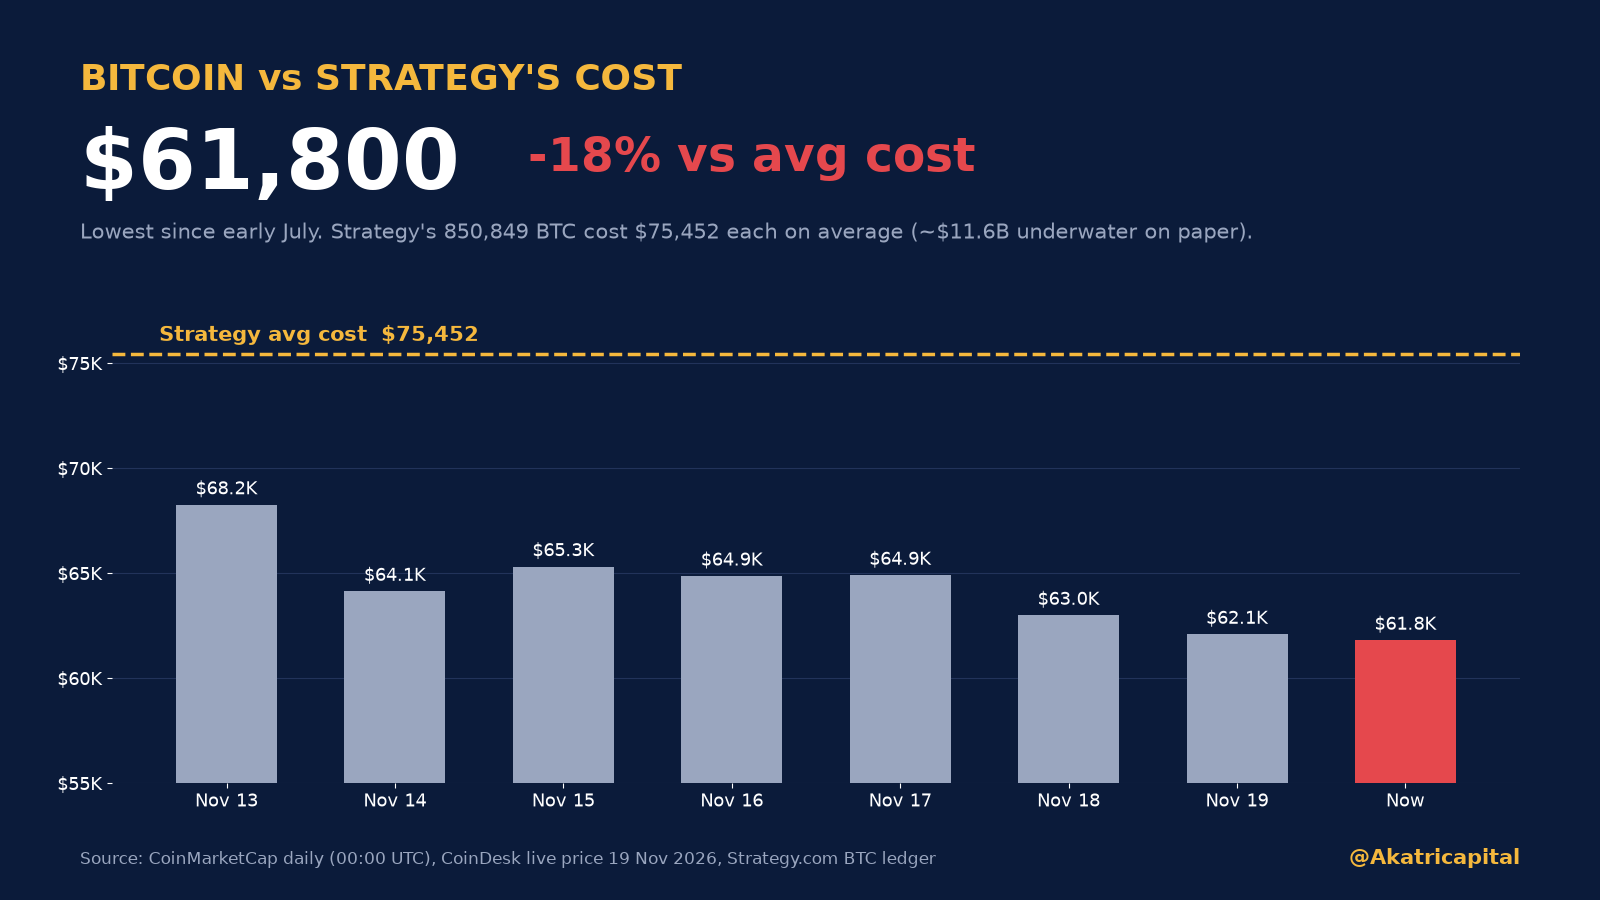 BITCOIN vs STRATEGY'S COST
$61,800 -18% vs avg cost
Lowest since early July. Strategy's 850,849 BTC cost $75,452 each on average (~$11.6B underwater on paper).
Strategy avg cost $75,452
$75K
$70K
$68.2K
$64.1K
$65.3K
$64.9K
$64.9K
$63.0K
$62.1K
$61.8K
$65K
$60K
$55K
Nov 13 Nov 14 Nov 15 Nov 16 Nov 17 Nov 18 Nov 19 Now
Source: CoinMarketCap daily (00:00 UTC), CoinDesk live price 19 Nov 2026, Strategy.com BTC ledger
@Akatricapital